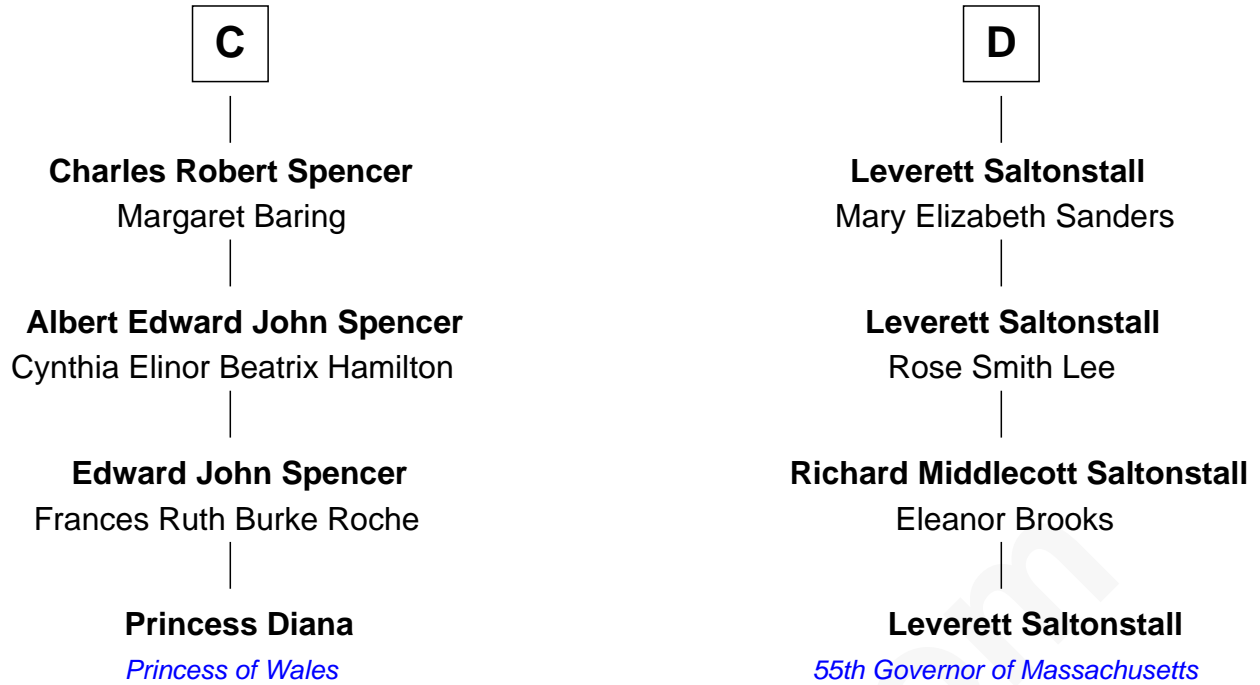 C
Charles Robert Spencer
Margaret Baring
Albert Edward John Spencer
Cynthia Elinor Beatrix Hamilton
Edward John Spencer
Frances Ruth Burke Roche
Princess Diana
Princess of Wales
D
Leverett Saltonstall
Mary Elizabeth Sanders
Leverett Saltonstall
Rose Smith Lee
Richard Middlecott Saltonstall
Eleanor Brooks
Leverett Saltonstall
55th Governor of Massachusetts